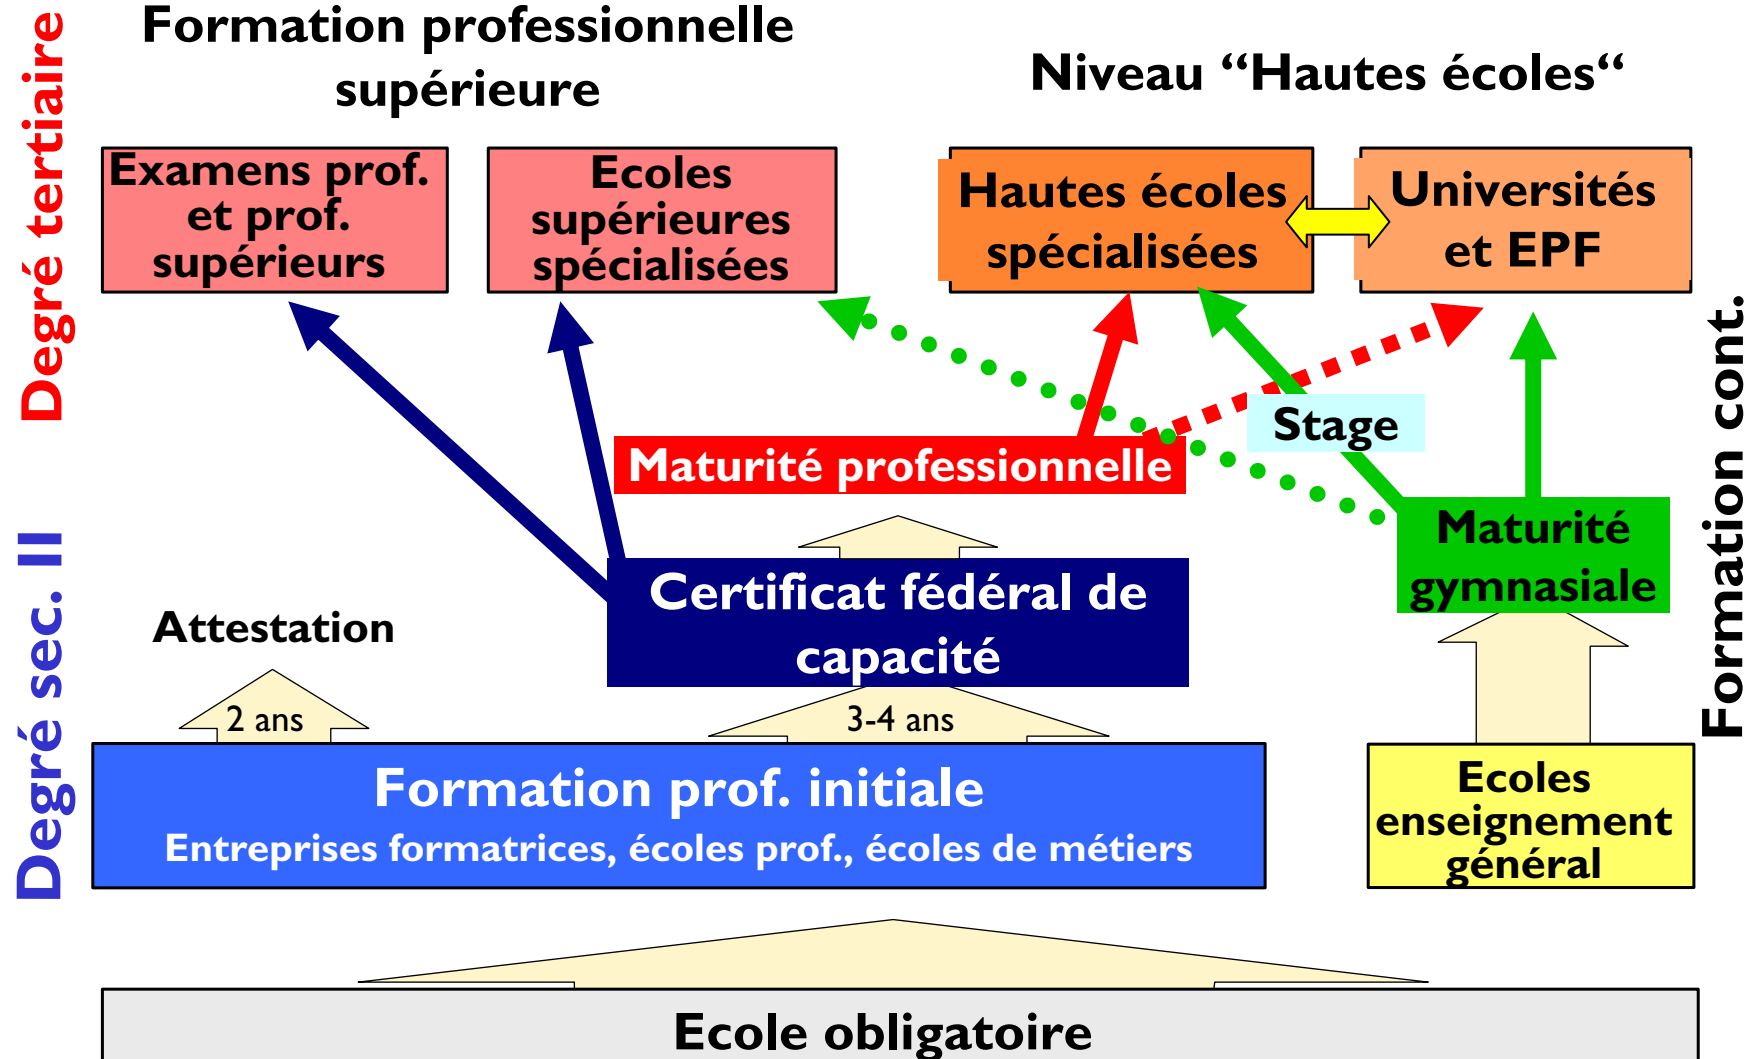 Formation professionnelle
supérieure
Niveau “Hautes écoles“
Degré tertiaire
Examens prof.
et prof.
supérieurs
Ecoles
supérieures
spécialisées
Hautes écoles
spécialisées
Universités
et EPF
Stage
Maturité professionnelle
Maturité
gymnasiale
Formation cont.
Degré sec. II
Certificat fédéral de
capacité
Attestation
2 ans
3-4 ans
Formation prof. initiale
Entreprises formatrices, écoles prof., écoles de métiers
Ecoles
enseignement
général
Ecole obligatoire